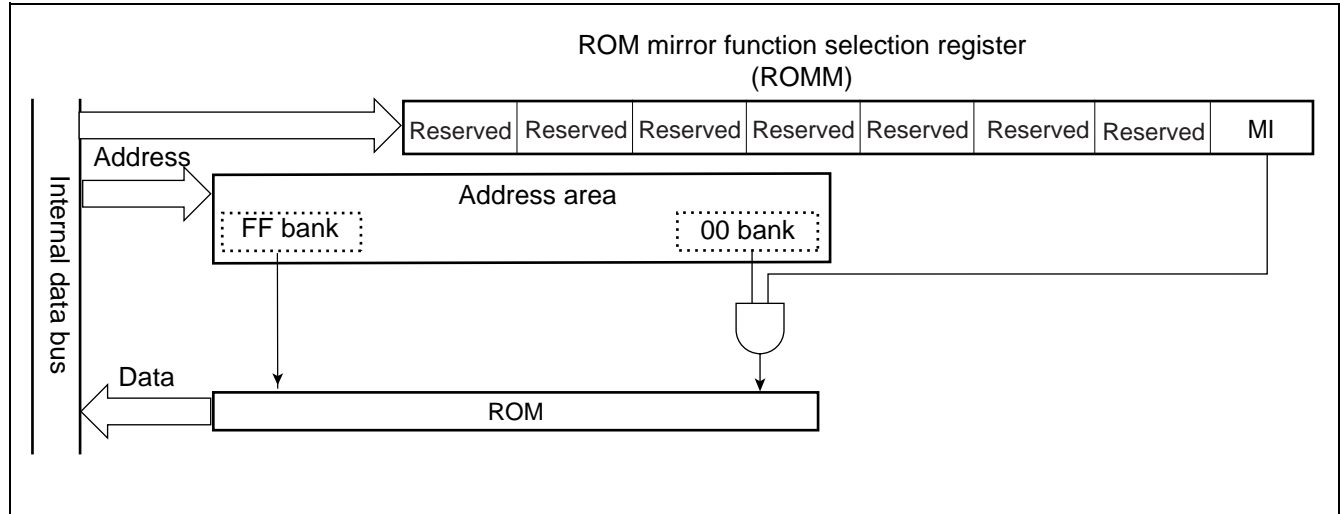 ROM mirror function selection register
(ROMM)
Reserved Reserved Reserved Reserved Reserved Reserved Reserved MI
Address
Address area
FF bank 00 bank
Internal data bus
Data
ROM